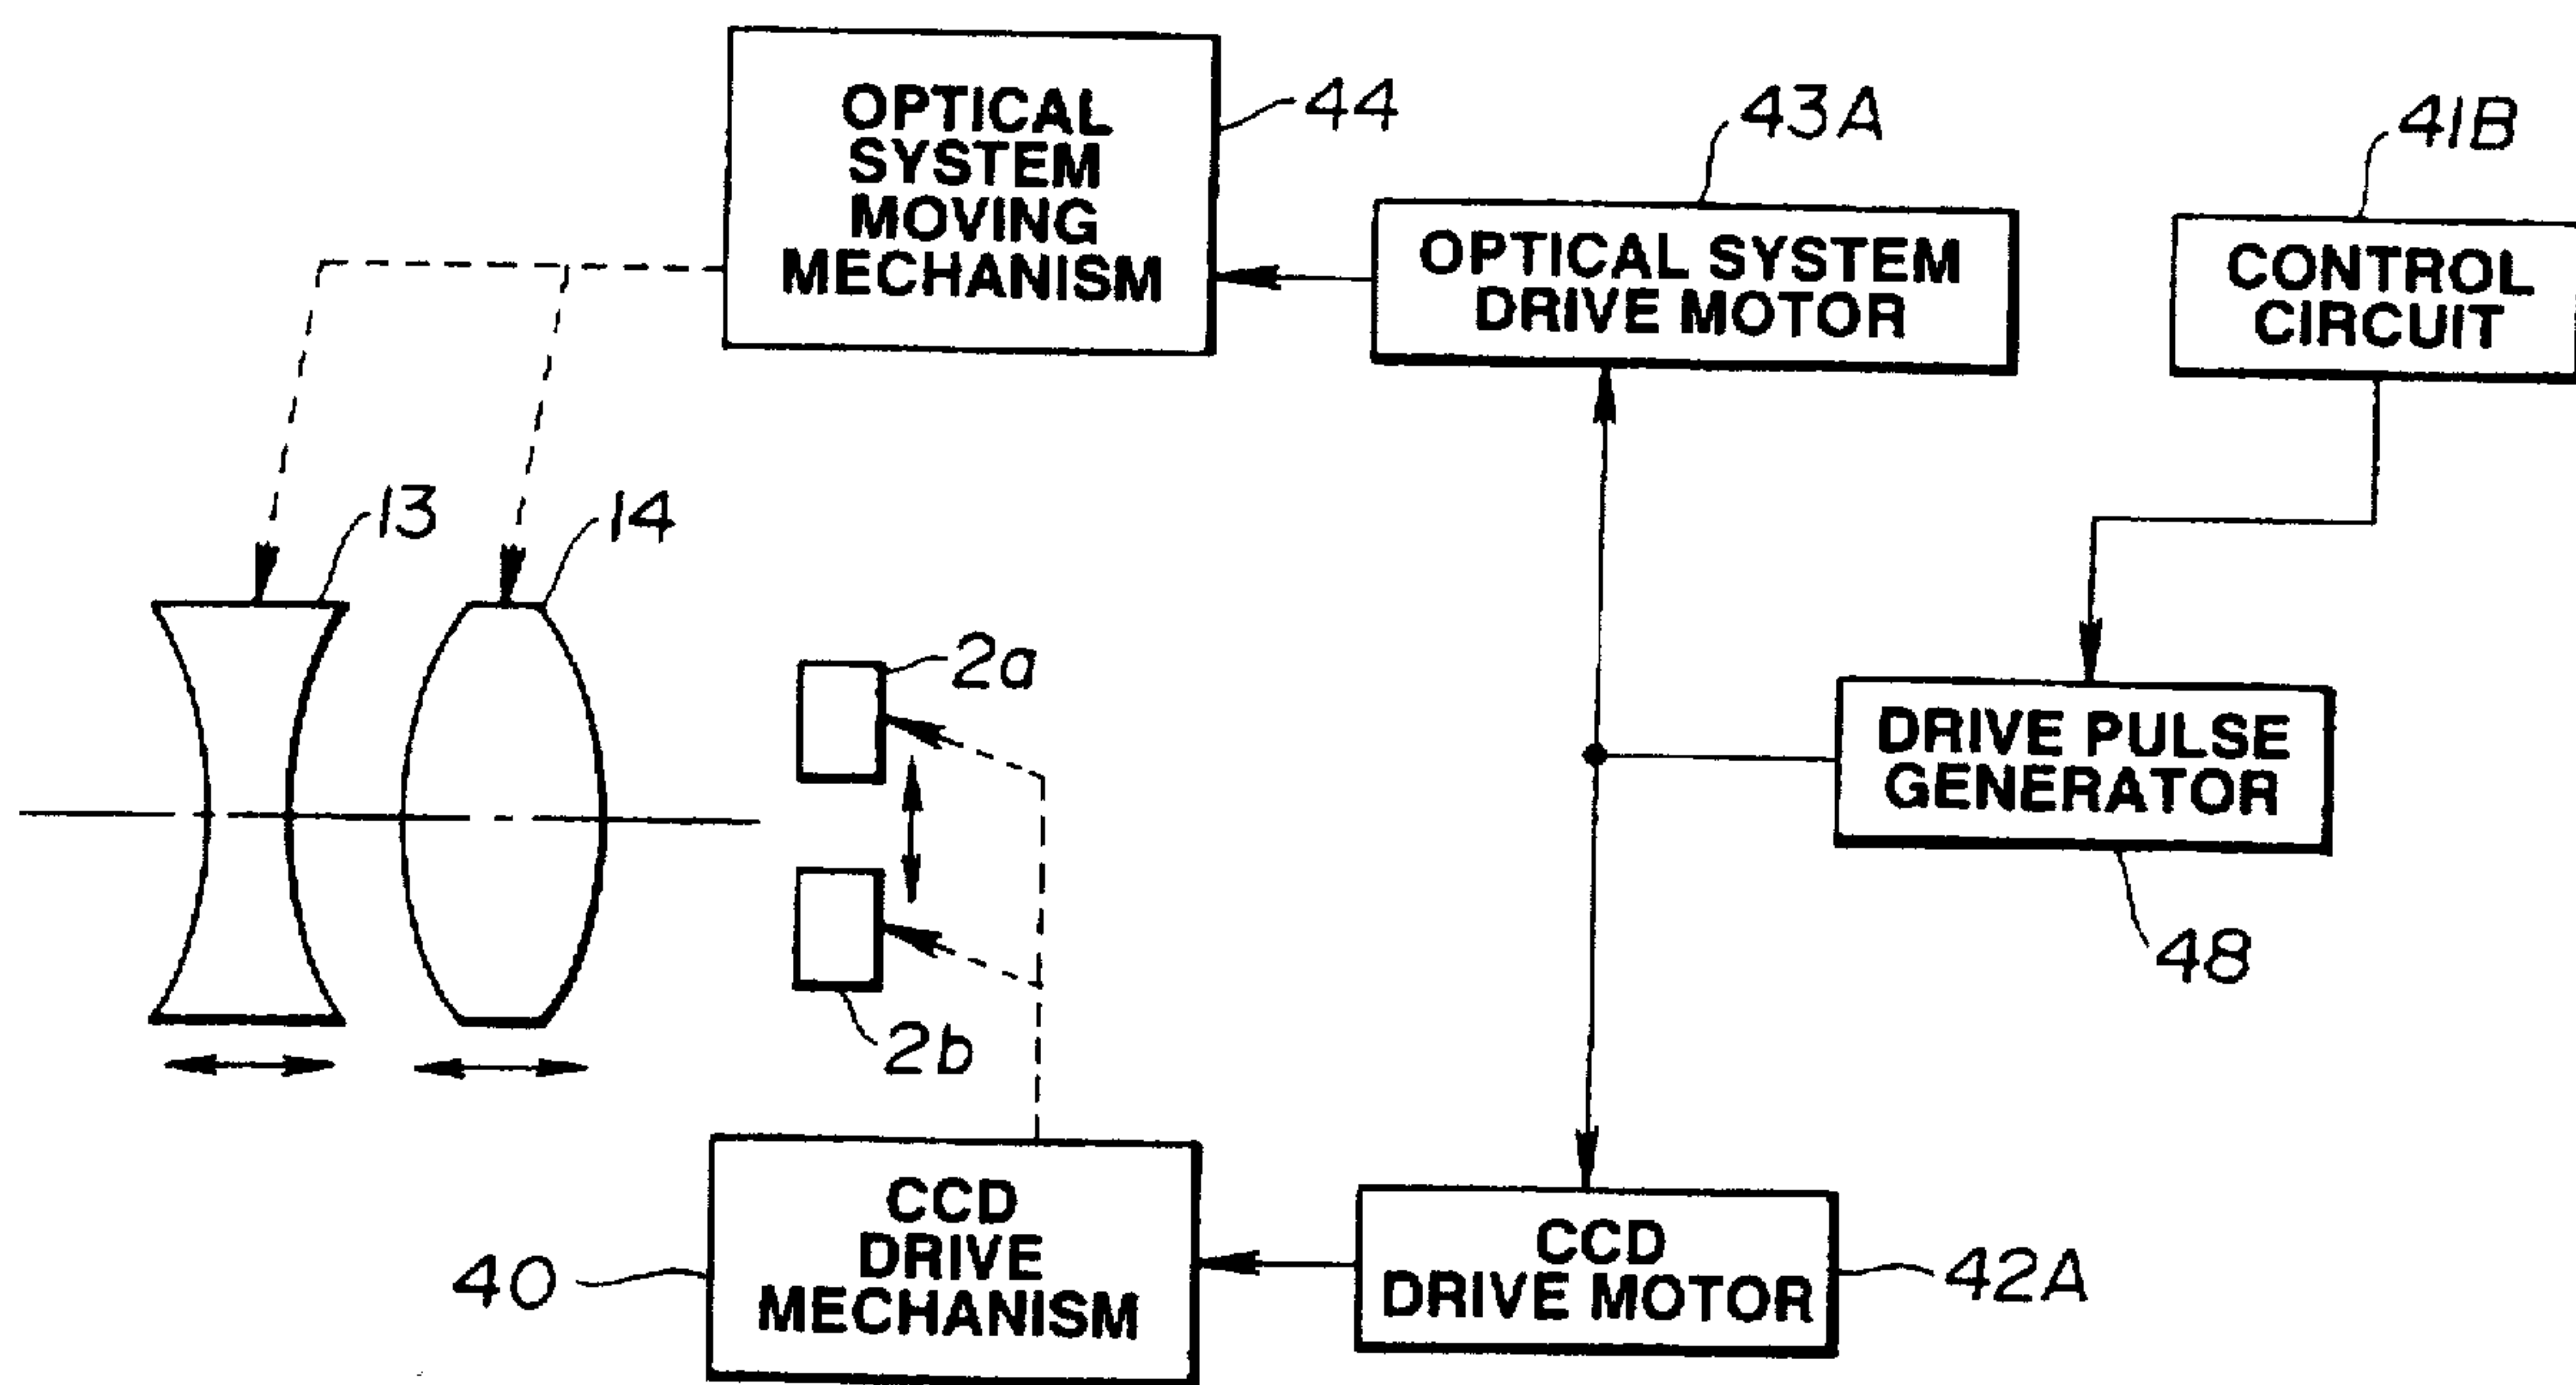 OPTICAL
SYSTEM
MOVING
MECHANISM
44
OPTICAL SYSTEM
DRIVE MOTOR
43A
CONTROL
CIRCUIT
41B
13
14
2a
2b
DRIVE PULSE
GENERATOR
48
CCD
DRIVE
MECHANISM
40
CCD
DRIVE MOTOR
42A